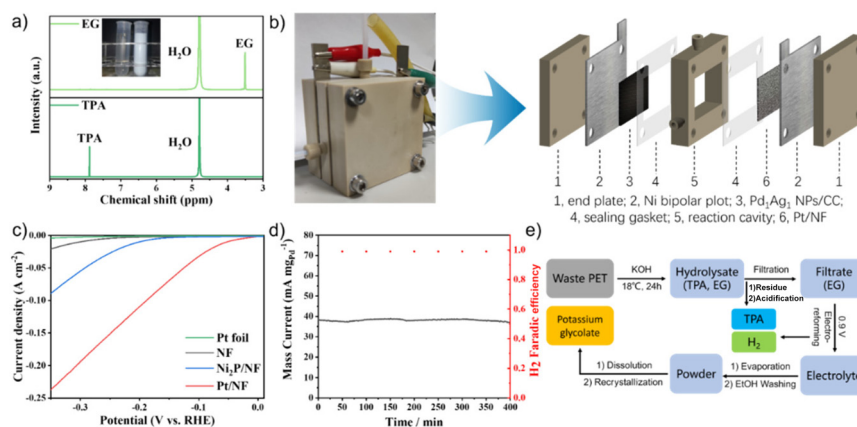 a)
EG
H₂O
EG
TPA
TPA
H₂O
Intensity (a.u.)
9 8 7 6 5 4 3
Chemical shift (ppm)
b)
1 2 3 4 5 4 6 2 1
1, end plate; 2, Ni bipolar plot; 3, Pd₁Ag₁ NPs/CC;
4, sealing gasket; 5, reaction cavity; 6, Pt/NF
c)
Current density (A cm⁻²)
0.00
-0.05
-0.10
-0.15
-0.20
-0.25
Pt foil
NF
Ni₂P/NF
Pt/NF
-0.3 -0.2 -0.1 0.0
Potential (V vs. RHE)
d)
Mass Current (mA mg_Pd⁻¹)
80
70
60
50
40
30
20
10
0
1.0
0.8
0.6
0.4
0.2
0.0
H₂ Faradic efficiency
0 50 100 150 200 250 300 350 400
Time / min
e)
Waste PET
KOH
18℃, 24h
Hydrolysate
(TPA, EG)
Filtration
Filtrate
(EG)
1)Residue
2)Acidification
TPA
H₂
0.9 V
Electro-
reforming
Electrolyte
1) Evaporation
2) EtOH Washing
Powder
1) Dissolution
2) Recrystallization
Potassium
glycolate